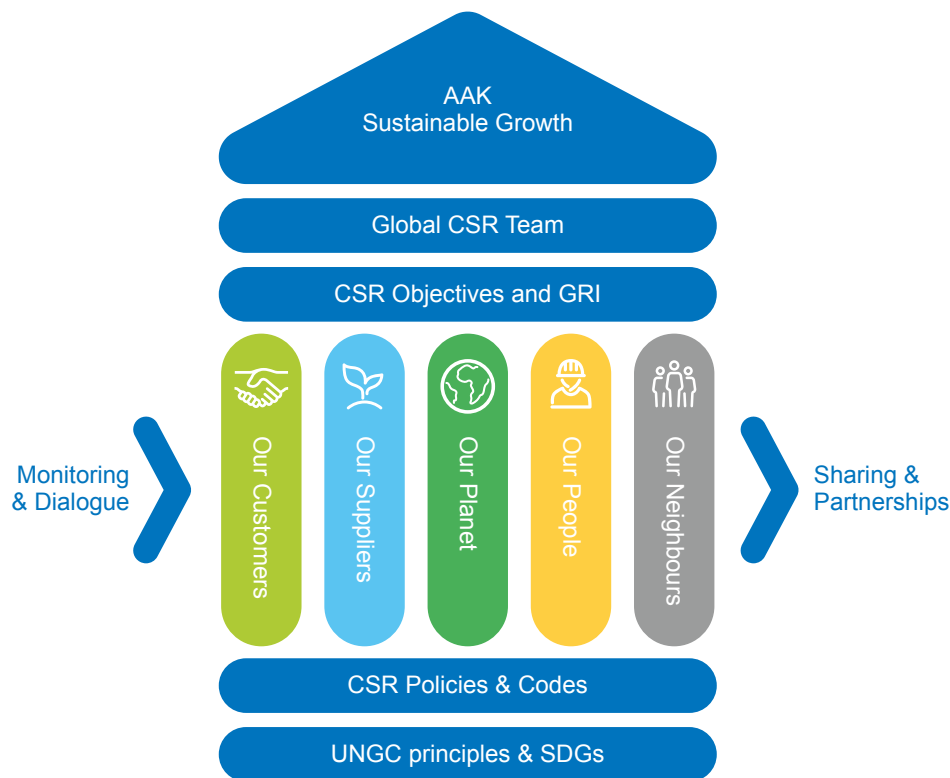 AAK
Sustainable Growth
Global CSR Team
CSR Objectives and GRI
Monitoring
& Dialogue
Our Customers
Our Suppliers
Our Planet
Our People
Our Neighbours
Sharing &
Partnerships
CSR Policies & Codes
UNGC principles & SDGs